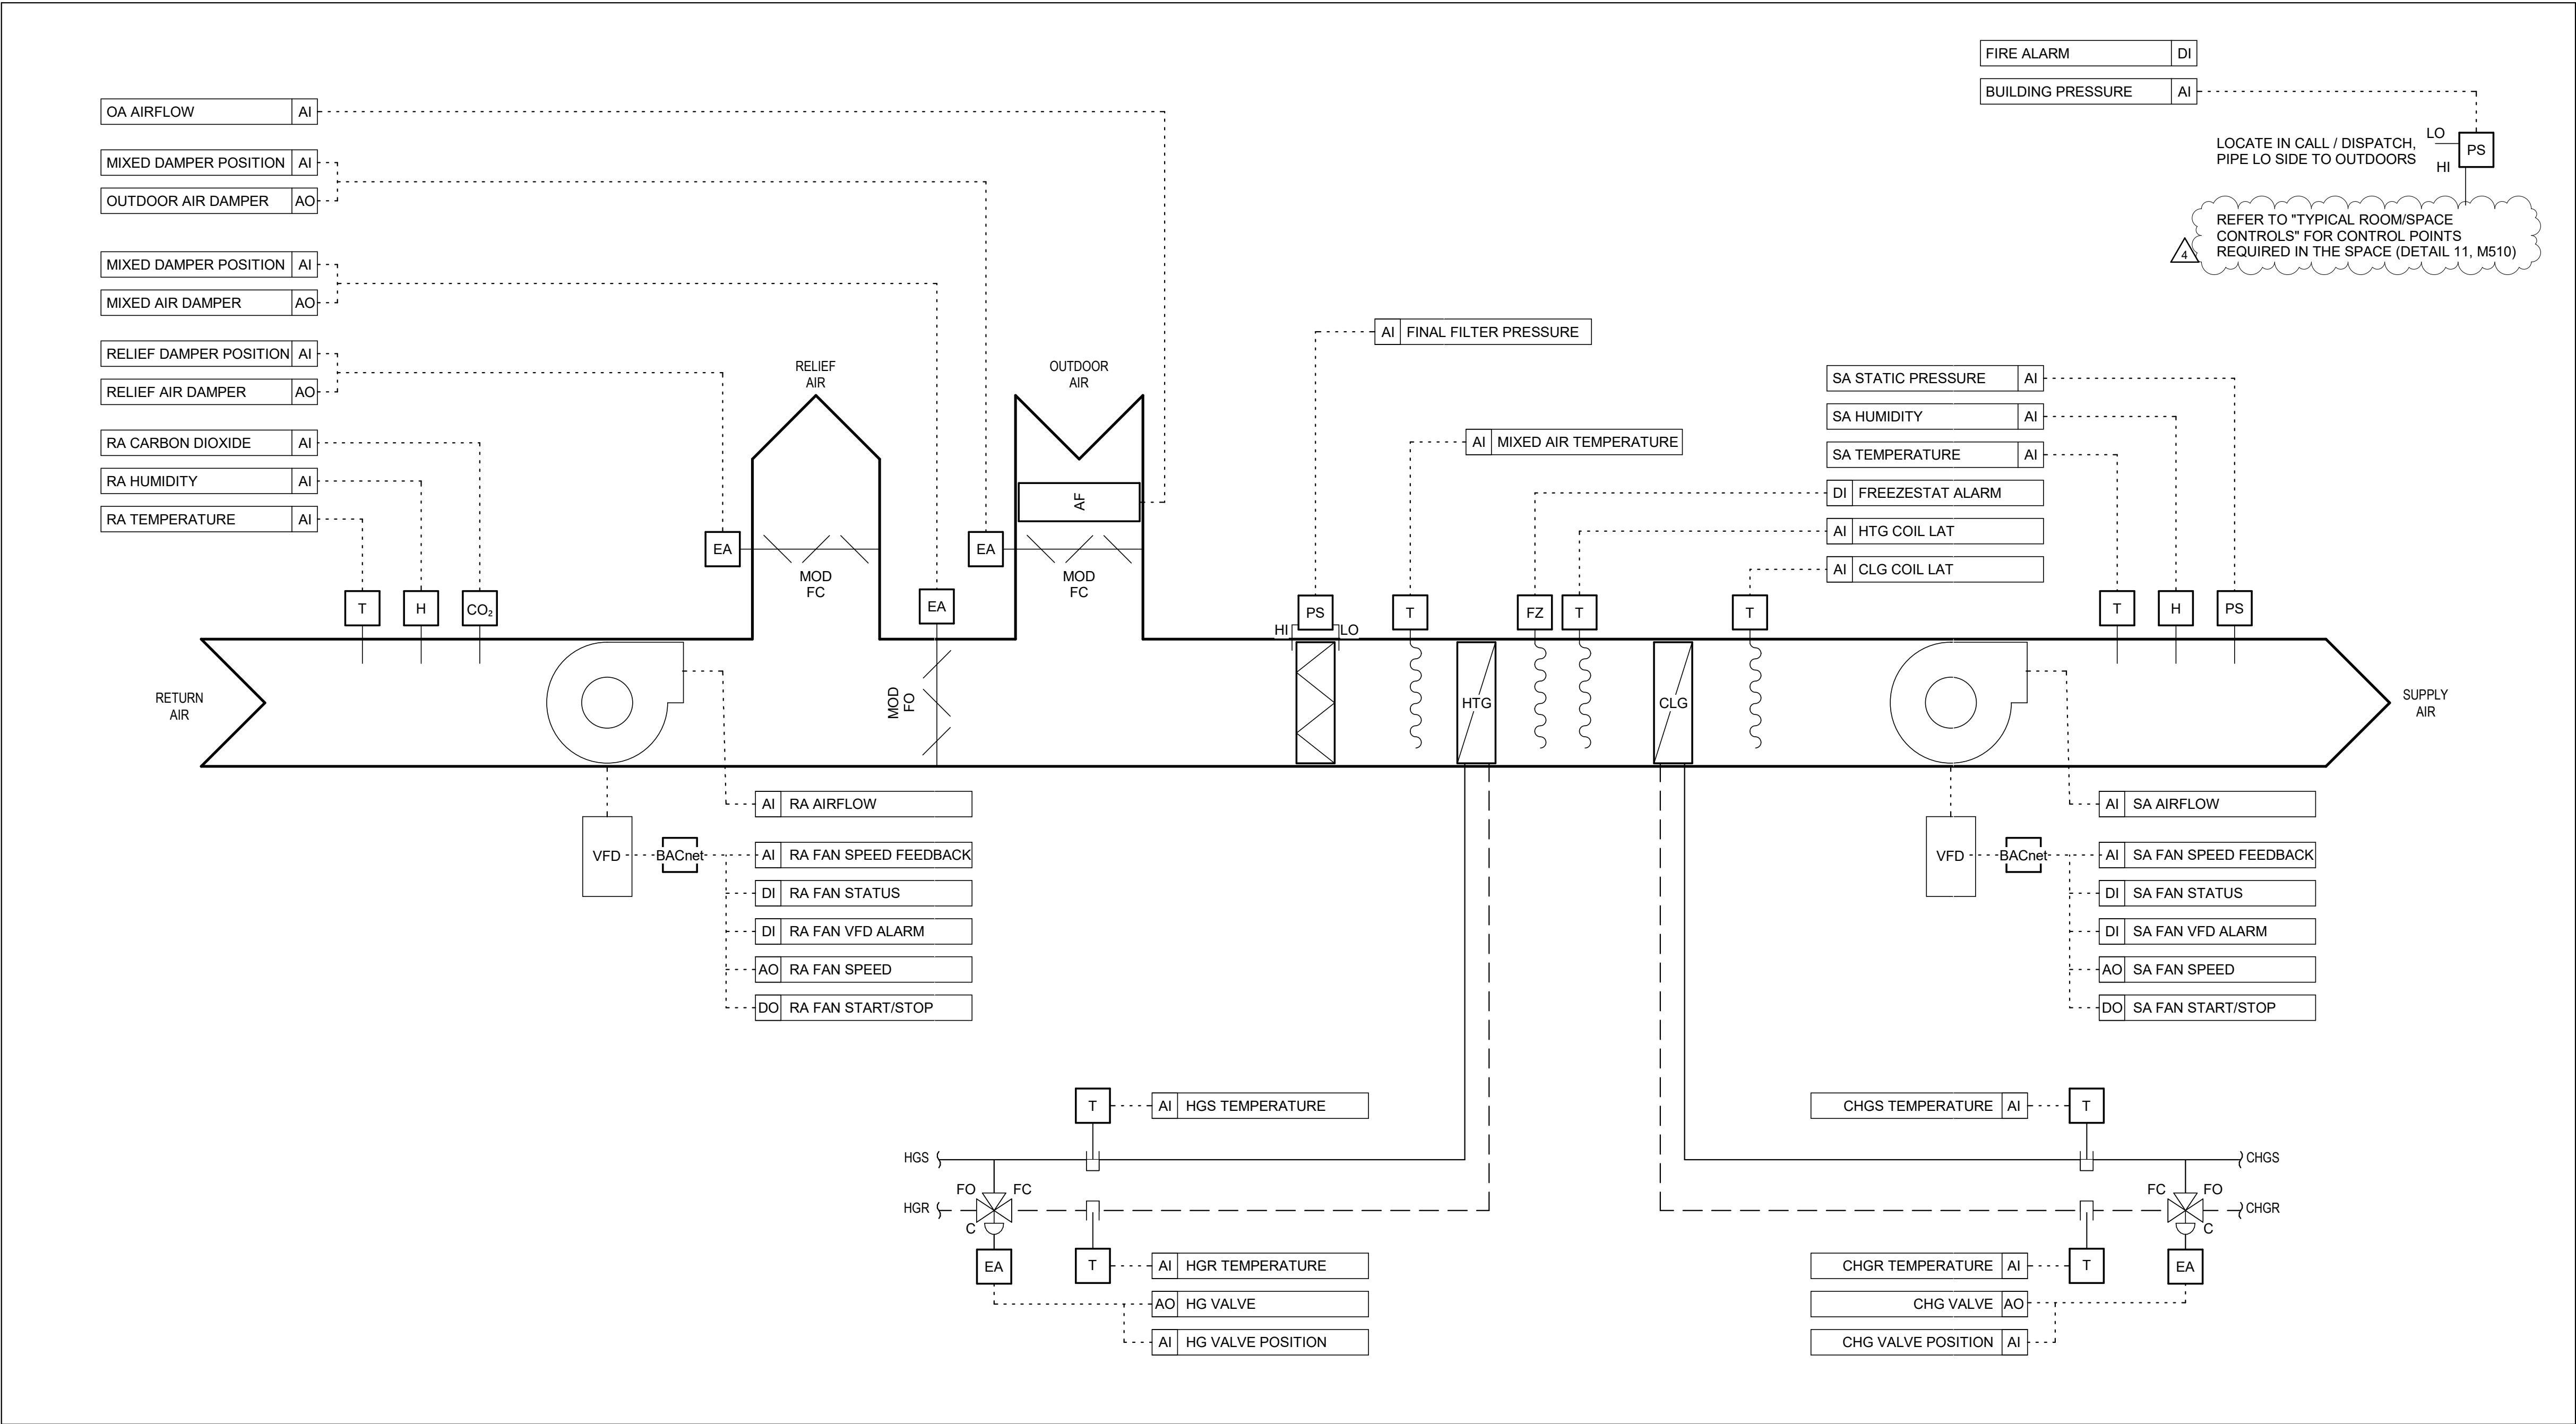 FIRE ALARM DI
BUILDING PRESSURE AI
LO
PS
HI
LOCATE IN CALL / DISPATCH,
PIPE LO SIDE TO OUTDOORS
REFER TO "TYPICAL ROOM/SPACE
CONTROLS" FOR CONTROL POINTS
REQUIRED IN THE SPACE (DETAIL 11, M510)
4
OA AIRFLOW AI
MIXED DAMPER POSITION AI
OUTDOOR AIR DAMPER AO
MIXED DAMPER POSITION AI
MIXED AIR DAMPER AO
RELIEF DAMPER POSITION AI
RELIEF AIR DAMPER AO
RA CARBON DIOXIDE AI
RA HUMIDITY AI
RA TEMPERATURE AI
RELIEF
AIR
OUTDOOR
AIR
AF
EA
MOD
FC
EA
MOD
FC
EA
MOD
FO
T
H
CO₂
AI FINAL FILTER PRESSURE
AI MIXED AIR TEMPERATURE
SA STATIC PRESSURE AI
SA HUMIDITY AI
SA TEMPERATURE AI
DI FREEZESTAT ALARM
AI HTG COIL LAT
AI CLG COIL LAT
HI
PS
LO
T
FZ
T
T
T
H
PS
RETURN
AIR
HTG
CLG
SUPPLY
AIR
AI RA AIRFLOW
VFD
BACnet
AI RA FAN SPEED FEEDBACK
DI RA FAN STATUS
DI RA FAN VFD ALARM
AO RA FAN SPEED
DO RA FAN START/STOP
AI SA AIRFLOW
VFD
BACnet
AI SA FAN SPEED FEEDBACK
DI SA FAN STATUS
DI SA FAN VFD ALARM
AO SA FAN SPEED
DO SA FAN START/STOP
T
AI HGS TEMPERATURE
HGS
FO
FC
HGR
C
EA
T
AI HGR TEMPERATURE
AO HG VALVE
AI HG VALVE POSITION
CHGS TEMPERATURE AI
T
CHGS
FC
FO
CHGR
C
CHGR TEMPERATURE AI
T
EA
CHG VALVE AO
CHG VALVE POSITION AI